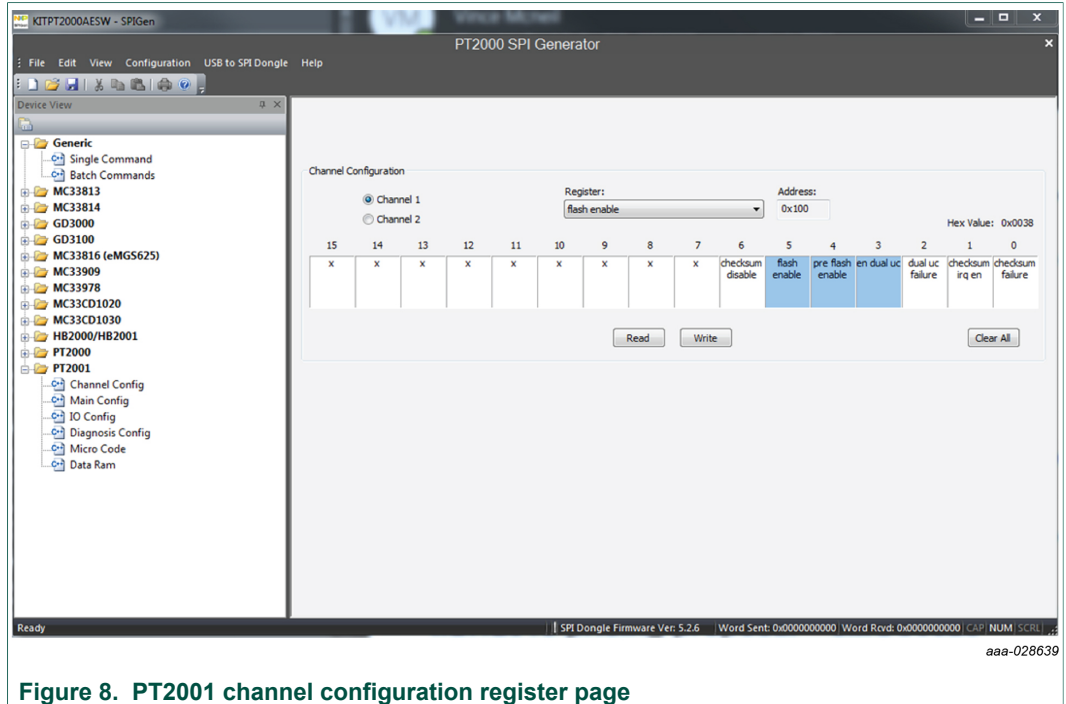 KITPT2000AESW - SPIGen
PT2000 SPI Generator
File Edit View Configuration USB to SPI Dongle Help
Device View
Generic
Single Command
Batch Commands
MC33813
MC33814
GD3000
GD3100
MC33816 (eMGS625)
MC33909
MC33978
MC33CD1020
MC33CD1030
HB2000/HB2001
PT2000
PT2001
Channel Config
Main Config
IO Config
Diagnosis Config
Micro Code
Data Ram
Channel Configuration
Channel 1
Channel 2
Register:
flash enable
Address:
0x100
Hex Value: 0x0038
15 14 13 12 11 10 9 8 7 6 5 4 3 2 1 0
x x x x x x x x x checksum disable flash enable pre flash enable en dual uc dual uc failure checksum irq en checksum failure
Read Write Clear All
Ready
SPI Dongle Firmware Ver: 5.2.6 Word Sent: 0x0000000000 Word Rcvd: 0x0000000000 CAP NUM SCRL
aaa-028639
Figure 8. PT2001 channel configuration register page